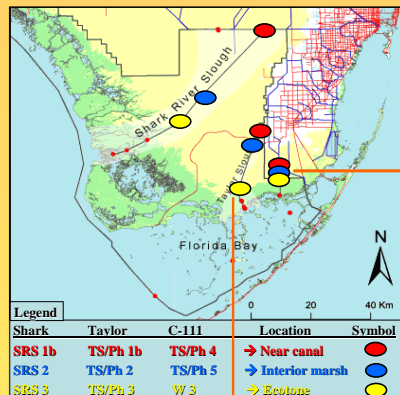 Shark River Slough
Taylor Slou
Florida Bay
N
0 20 40 Km
Legend
Shark Taylor C-111 Location Symbol
SRS 1b TS/Ph 1b TS/Ph 4 → Near canal
SRS 2 TS/Ph 2 TS/Ph 5 → Interior marsh
SRS 3 TS/Ph 3 W 3 → Ecotone